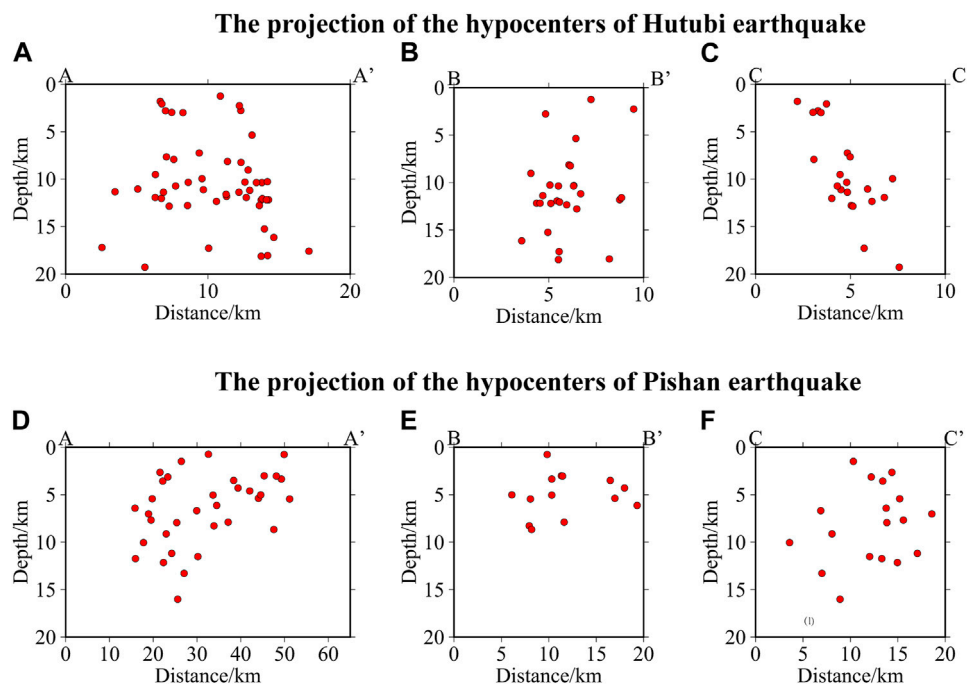 The projection of the hypocenters of Hutubi earthquake
A B C
A A' B B' C C
0 0 0
5 5 5
10 10 10
15 15 15
20 20 20
Depth/km Depth/km Depth/km
0 10 20 0 5 10 0 5 10
Distance/km Distance/km Distance/km
The projection of the hypocenters of Pishan earthquake
D E F
A A' B B' C C'
0 0 0
5 5 5
10 10 10
15 15 15
20 20 20
Depth/km Depth/km Depth/km
(1)
0 10 20 30 40 50 60 0 5 10 15 20 0 5 10 15 20
Distance/km Distance/km Distance/km